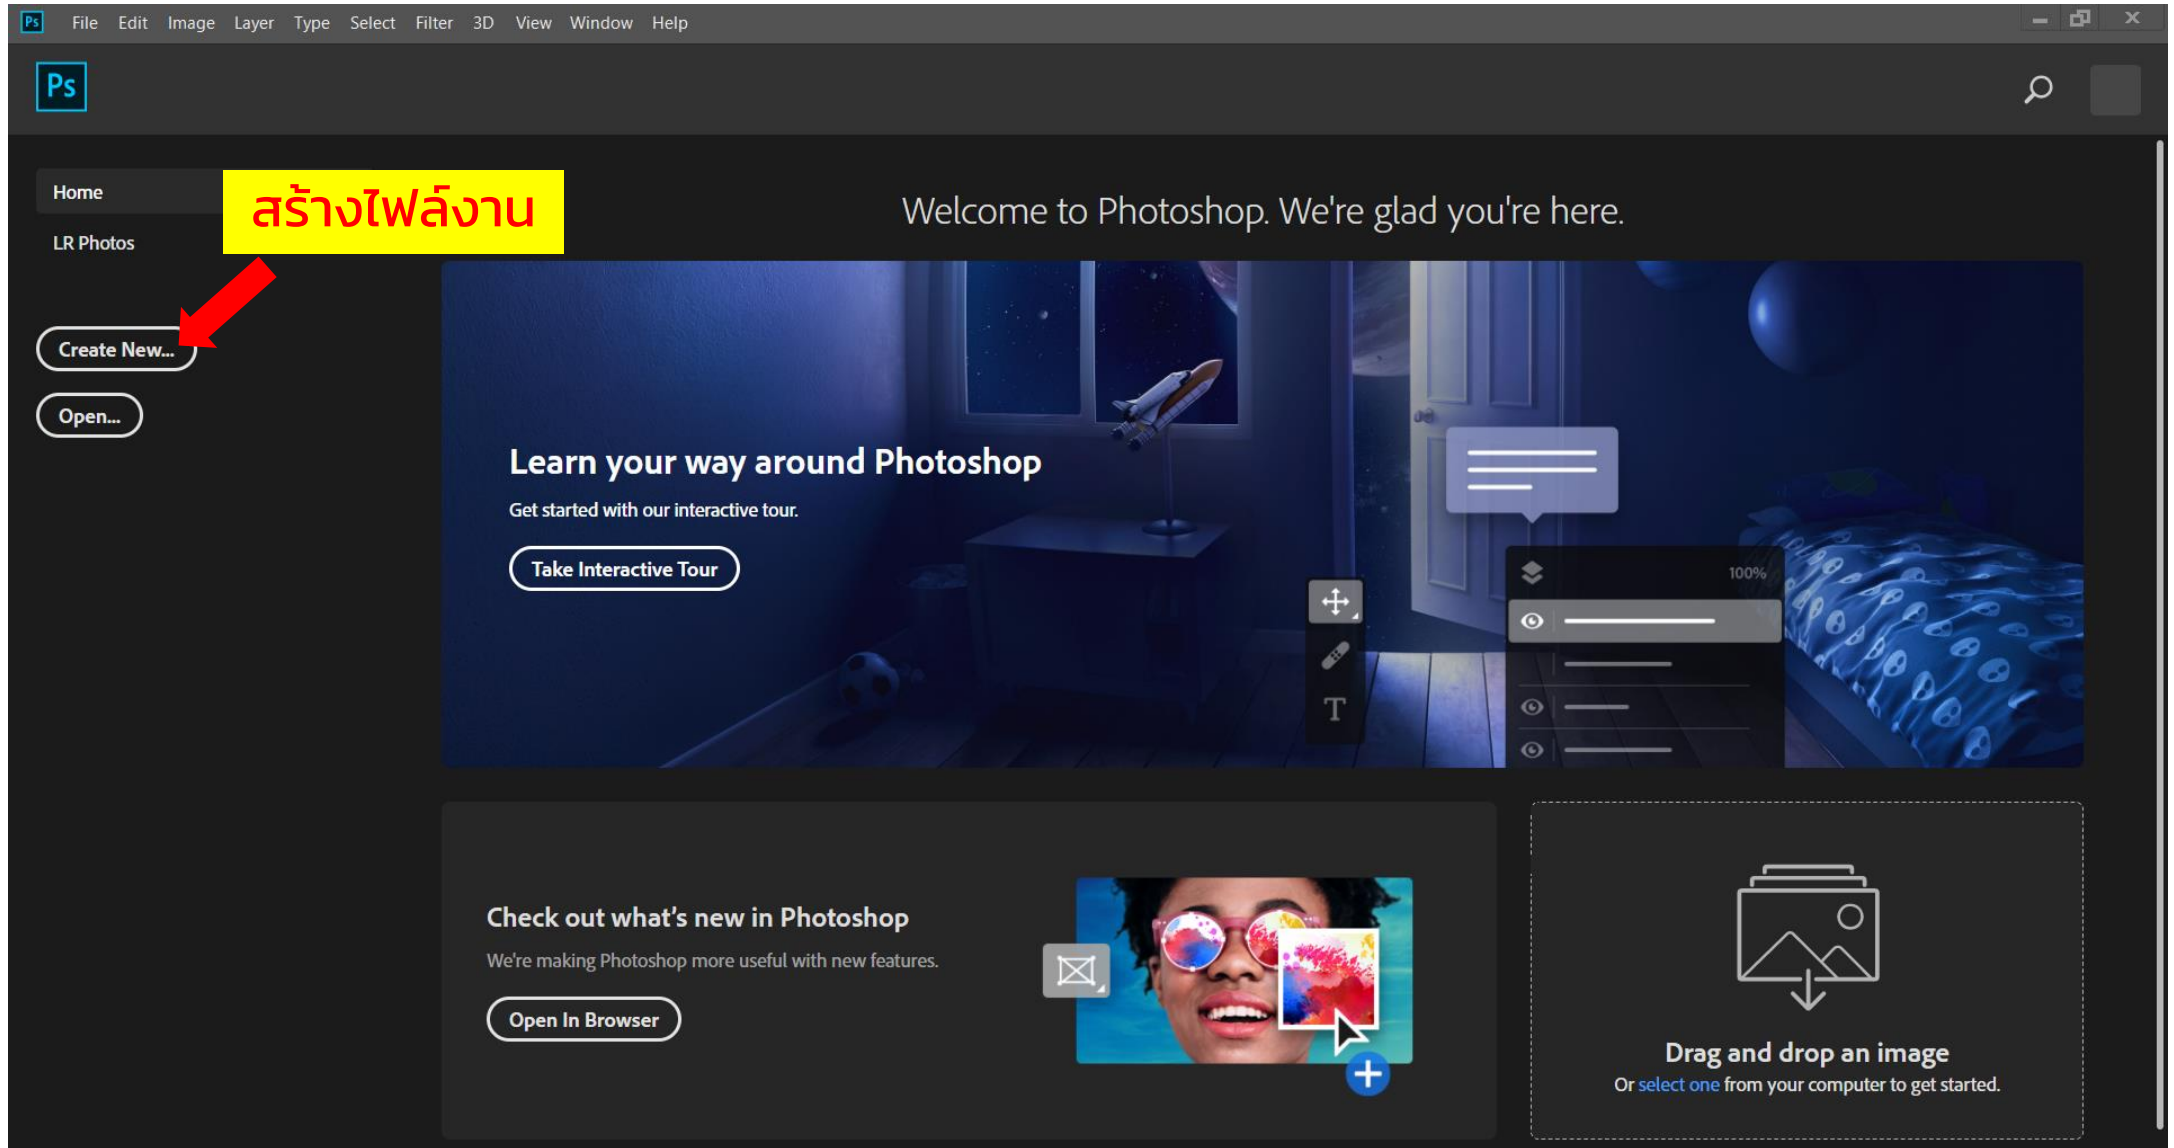 Ps File Edit Image Layer Type Select Filter 3D View Window Help
Ps
Home
LR Photos
สร้างไฟล์งาน
Create New...
Open...
Welcome to Photoshop. We're glad you're here.
Learn your way around Photoshop
Get started with our interactive tour.
Take Interactive Tour
100%
T
Check out what's new in Photoshop
We're making Photoshop more useful with new features.
Open In Browser
Drag and drop an image
Or select one from your computer to get started.